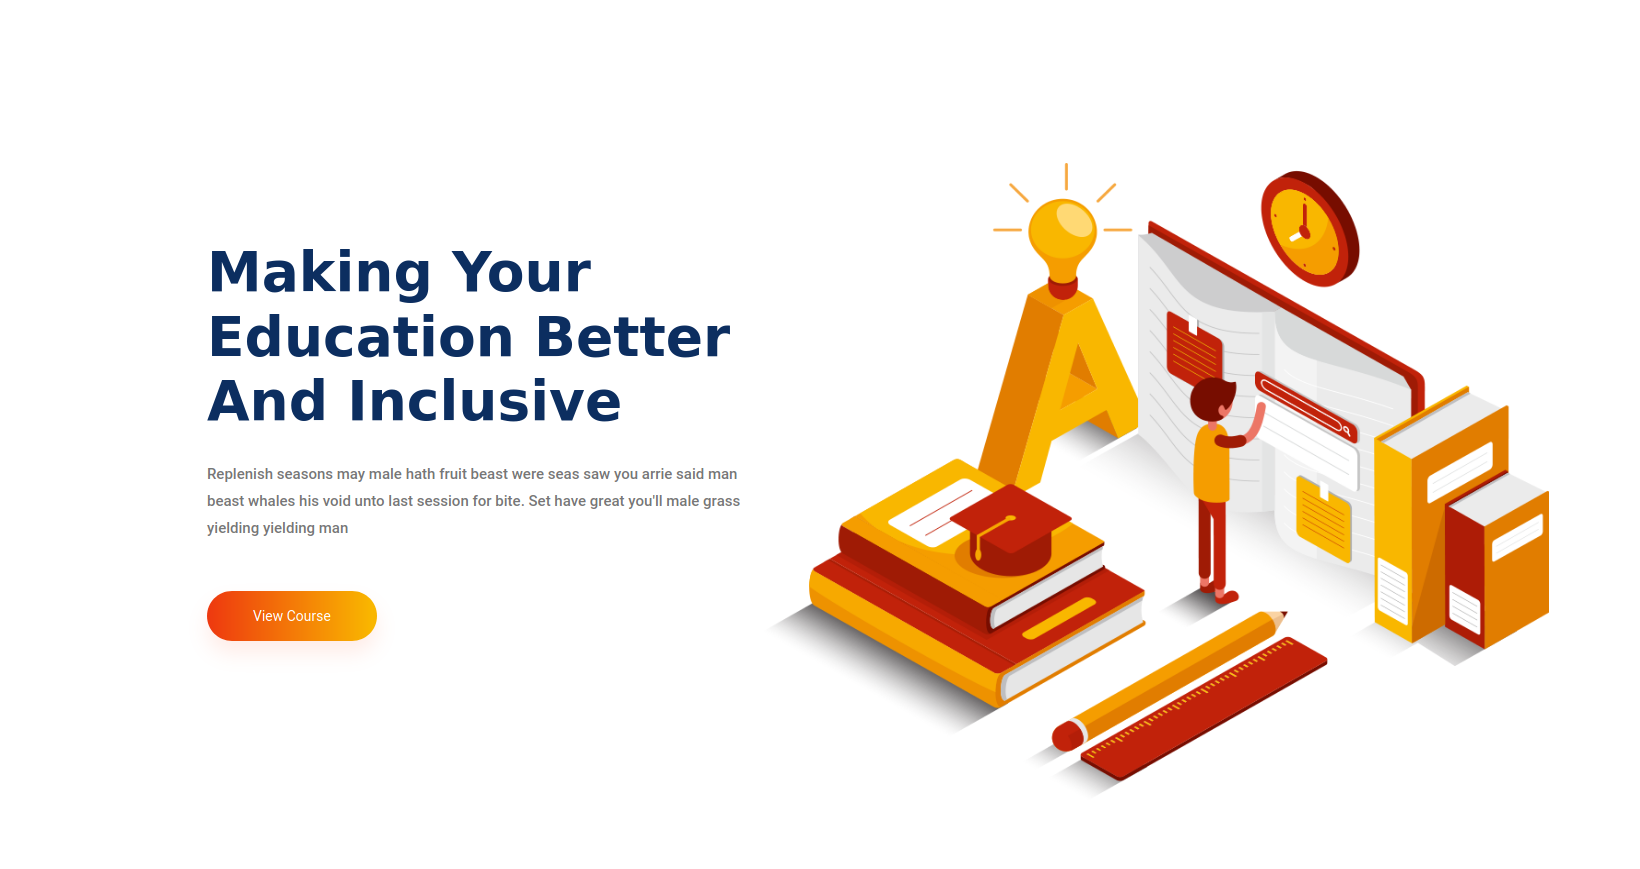 Making Your
Education Better
And Inclusive
Replenish seasons may male hath fruit beast were seas saw you arrie said man
beast whales his void unto last session for bite. Set have great you'll male grass
yielding yielding man
View Course
A